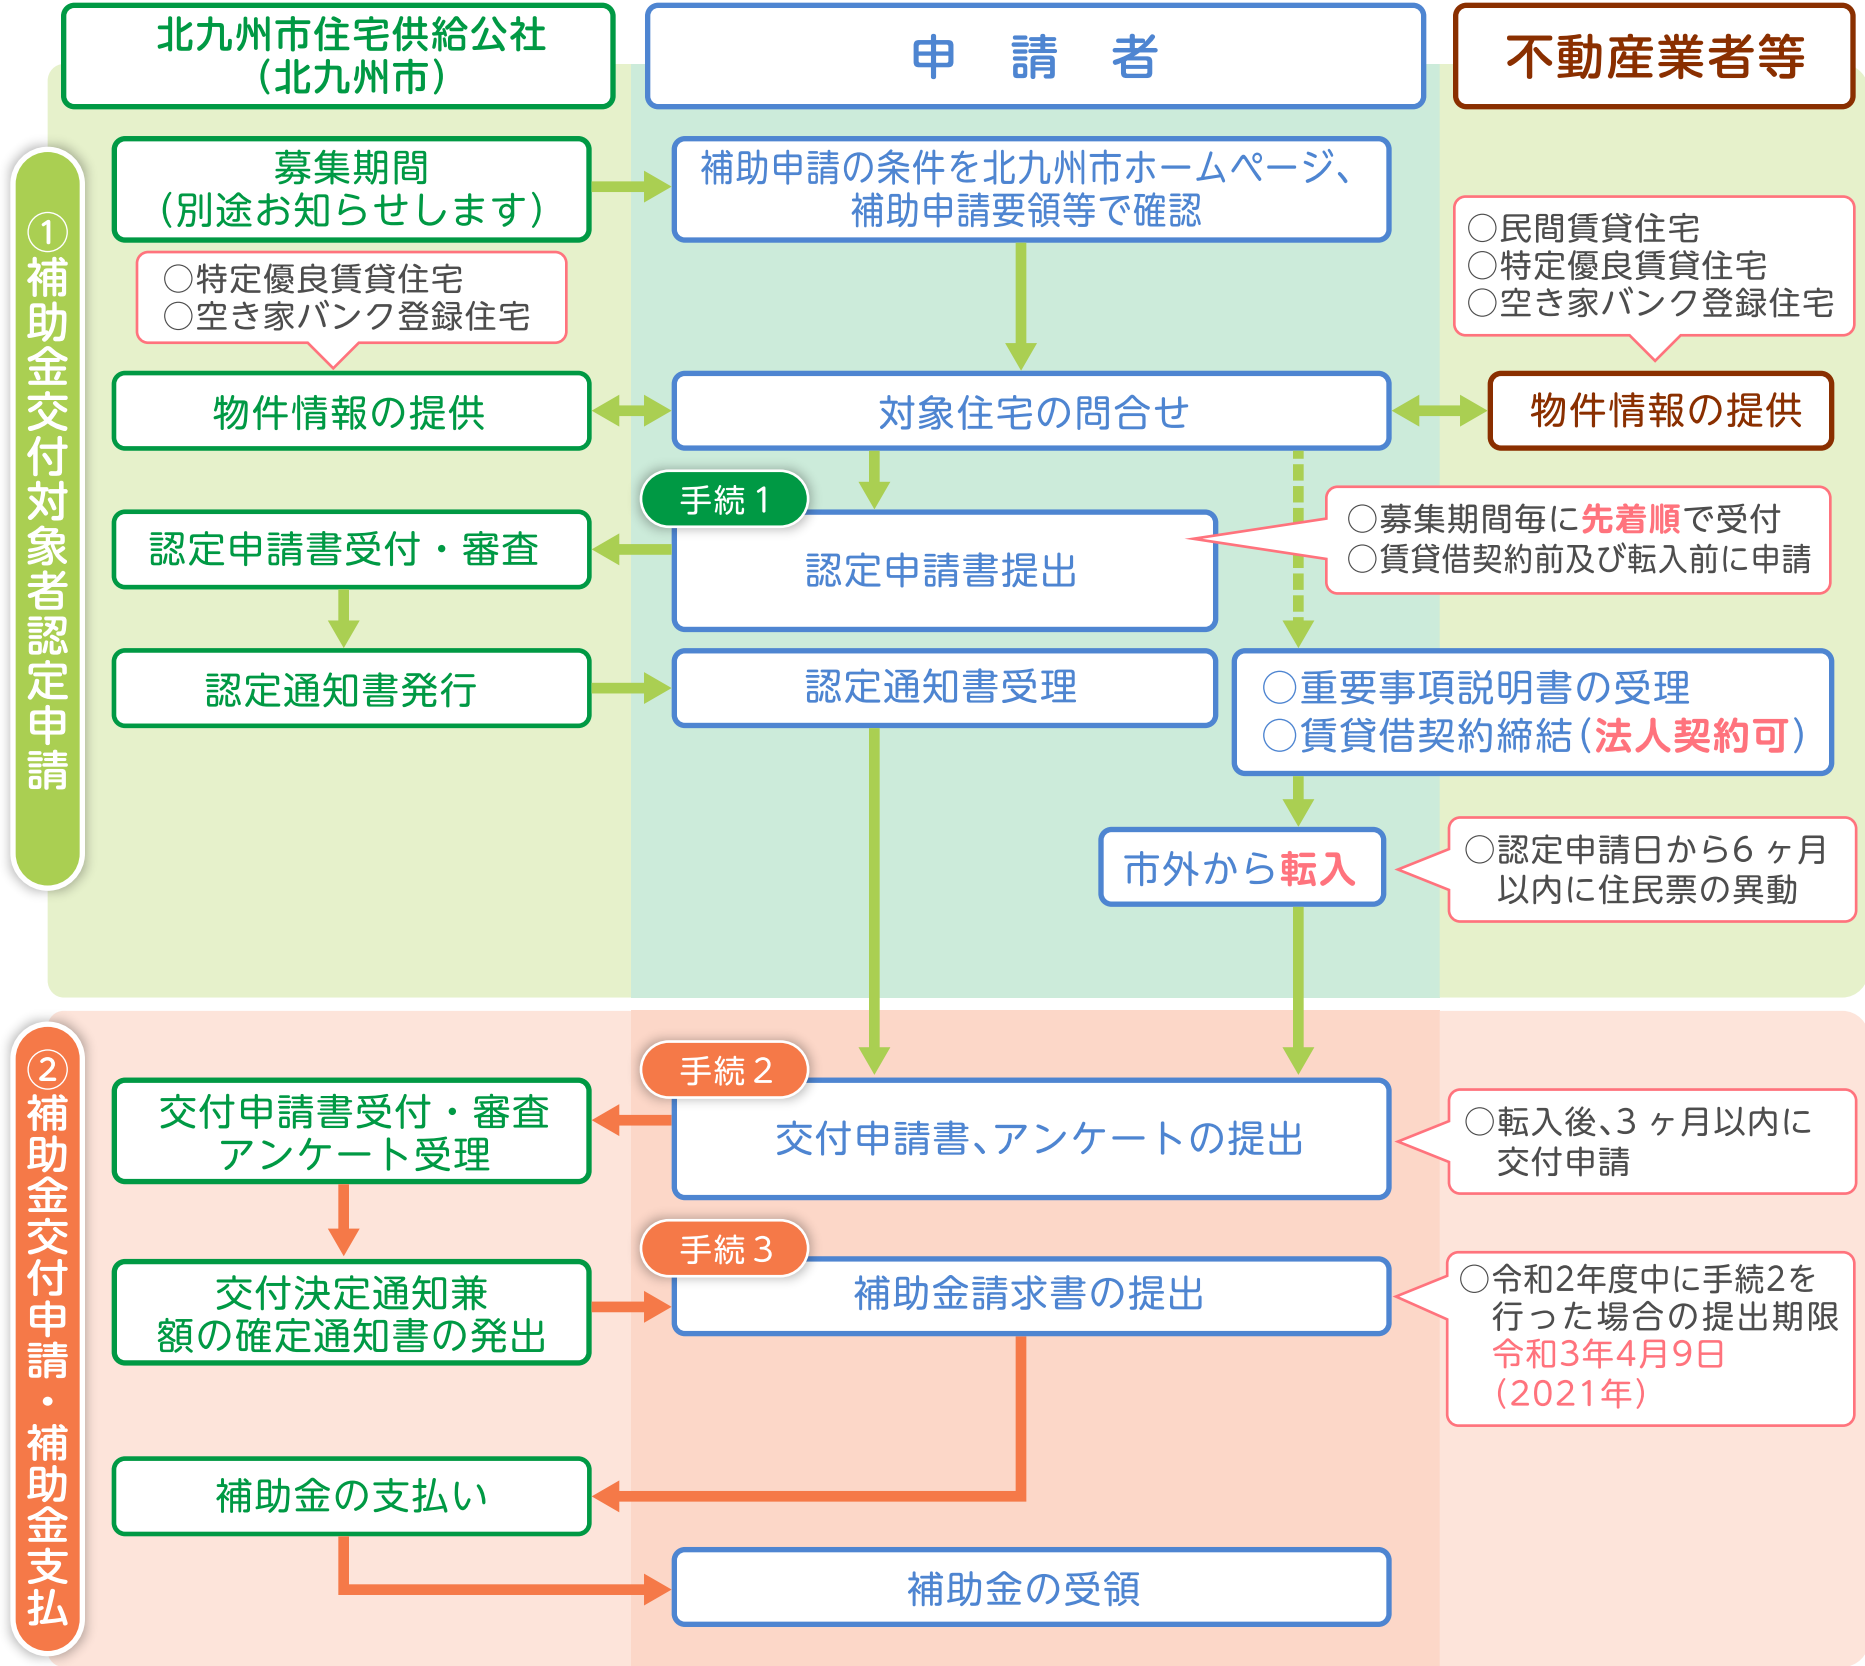 北九州市住宅供給公社
（北九州市）
申 請 者
不動産業者等
①補助金交付対象者認定申請
募集期間
（別途お知らせします）
補助申請の条件を北九州市ホームページ、
補助申請要領等で確認
○特定優良賃貸住宅
○空き家バンク登録住宅
○民間賃貸住宅
○特定優良賃貸住宅
○空き家バンク登録住宅
物件情報の提供
対象住宅の問合せ
物件情報の提供
手続1
認定申請書受付・審査
認定申請書提出
○募集期間毎に先着順で受付
○賃貸借契約前及び転入前に申請
認定通知書発行
認定通知書受理
○重要事項説明書の受理
○賃貸借契約締結（法人契約可）
市外から転入
○認定申請日から6 ヶ月
以内に住民票の異動
②補助金交付申請・補助金支払
手続2
交付申請書受付・審査
アンケート受理
交付申請書、アンケートの提出
○転入後、3 ヶ月以内に
交付申請
手続3
交付決定通知兼
額の確定通知書の発出
補助金請求書の提出
○令和2年度中に手続2を
行った場合の提出期限
令和3年4月9日
（2021年）
補助金の支払い
補助金の受領